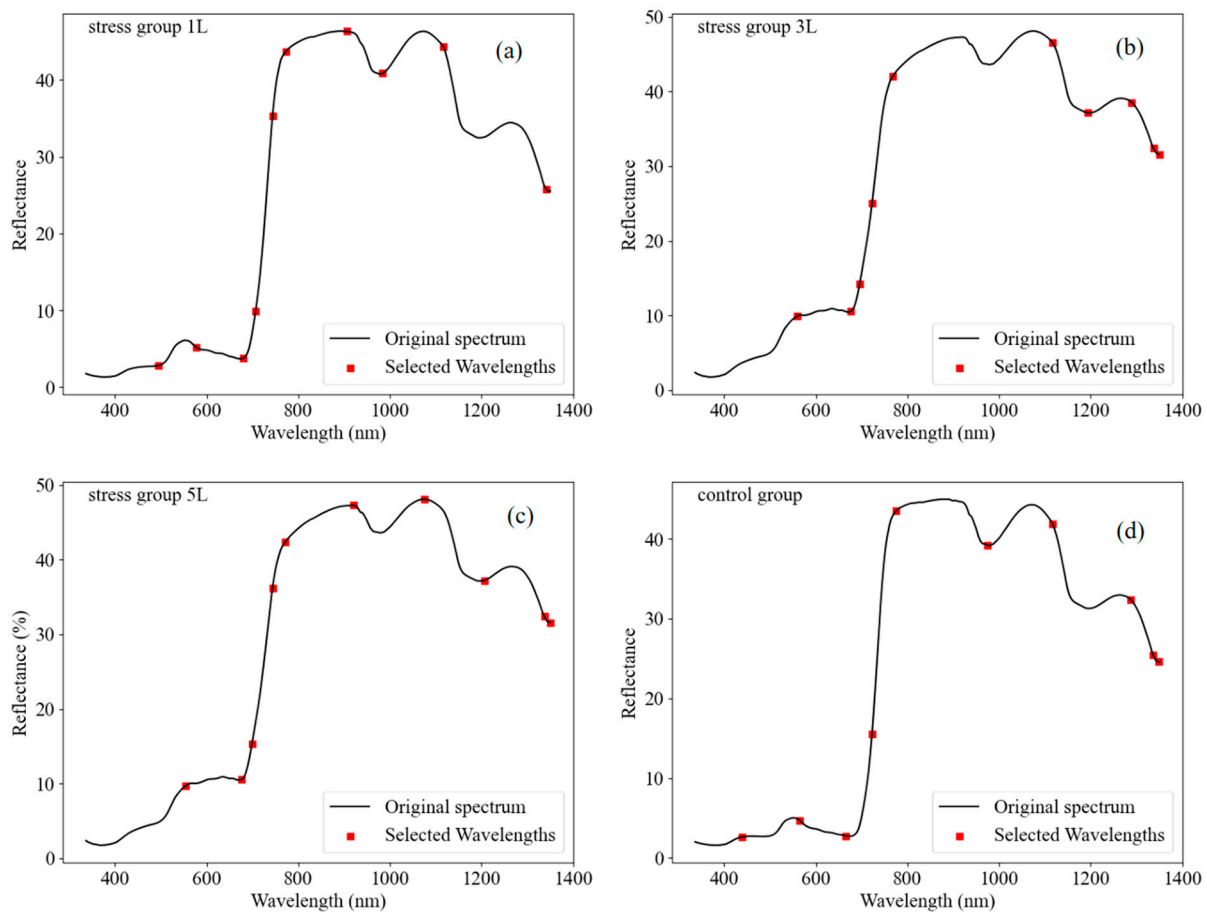 stress group 1L
(a)
40
30
20
10
0
Reflectance
Original spectrum
Selected Wavelengths
400 600 800 1000 1200 1400
Wavelength (nm)
stress group 3L
(b)
50
40
30
20
10
0
Reflectance
Original spectrum
Selected Wavelengths
400 600 800 1000 1200 1400
Wavelength (nm)
stress group 5L
(c)
50
40
30
20
10
0
Reflectance (%)
Original spectrum
Selected Wavelengths
400 600 800 1000 1200 1400
Wavelength (nm)
control group
(d)
40
30
20
10
0
Reflectance
Original spectrum
Selected Wavelengths
400 600 800 1000 1200 1400
Wavelength (nm)